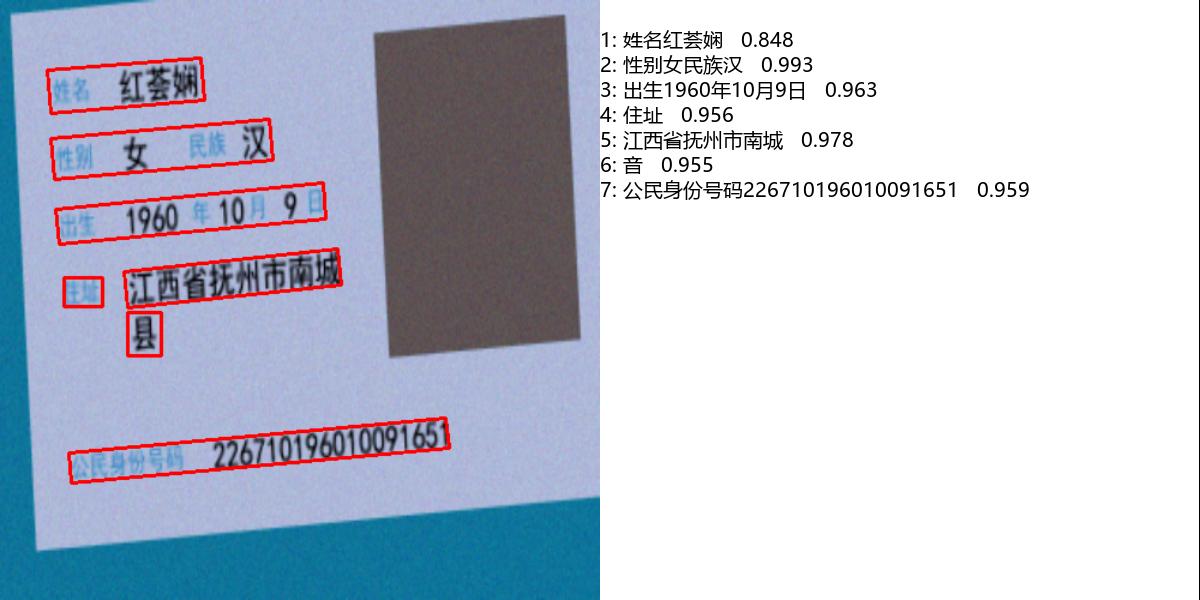 姓名 红荟娴
性别 女 民族 汉
出生 1960 年 10 月 9 日
住址 江西省抚州市南城
县
公民身份号码 226710196010091651
1: 姓名红荟娴 0.848
2: 性别女民族汉 0.993
3: 出生1960年10月9日 0.963
4: 住址 0.956
5: 江西省抚州市南城 0.978
6: 音 0.955
7: 公民身份号码226710196010091651 0.959